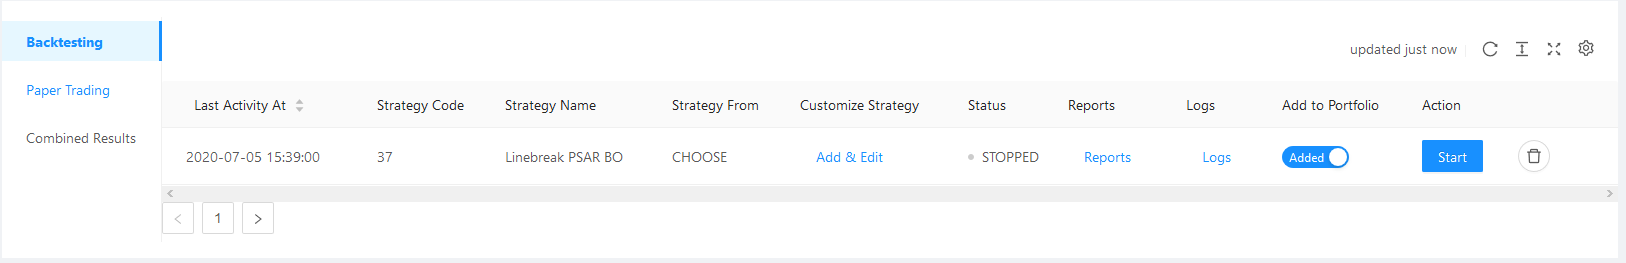 Backtesting
Paper Trading
Combined Results
updated just now
Last Activity At Strategy Code Strategy Name Strategy From Customize Strategy Status Reports Logs Add to Portfolio Action
2020-07-05 15:39:00 37 Linebreak PSAR BO CHOOSE Add & Edit STOPPED Reports Logs Added Start
< 1 >